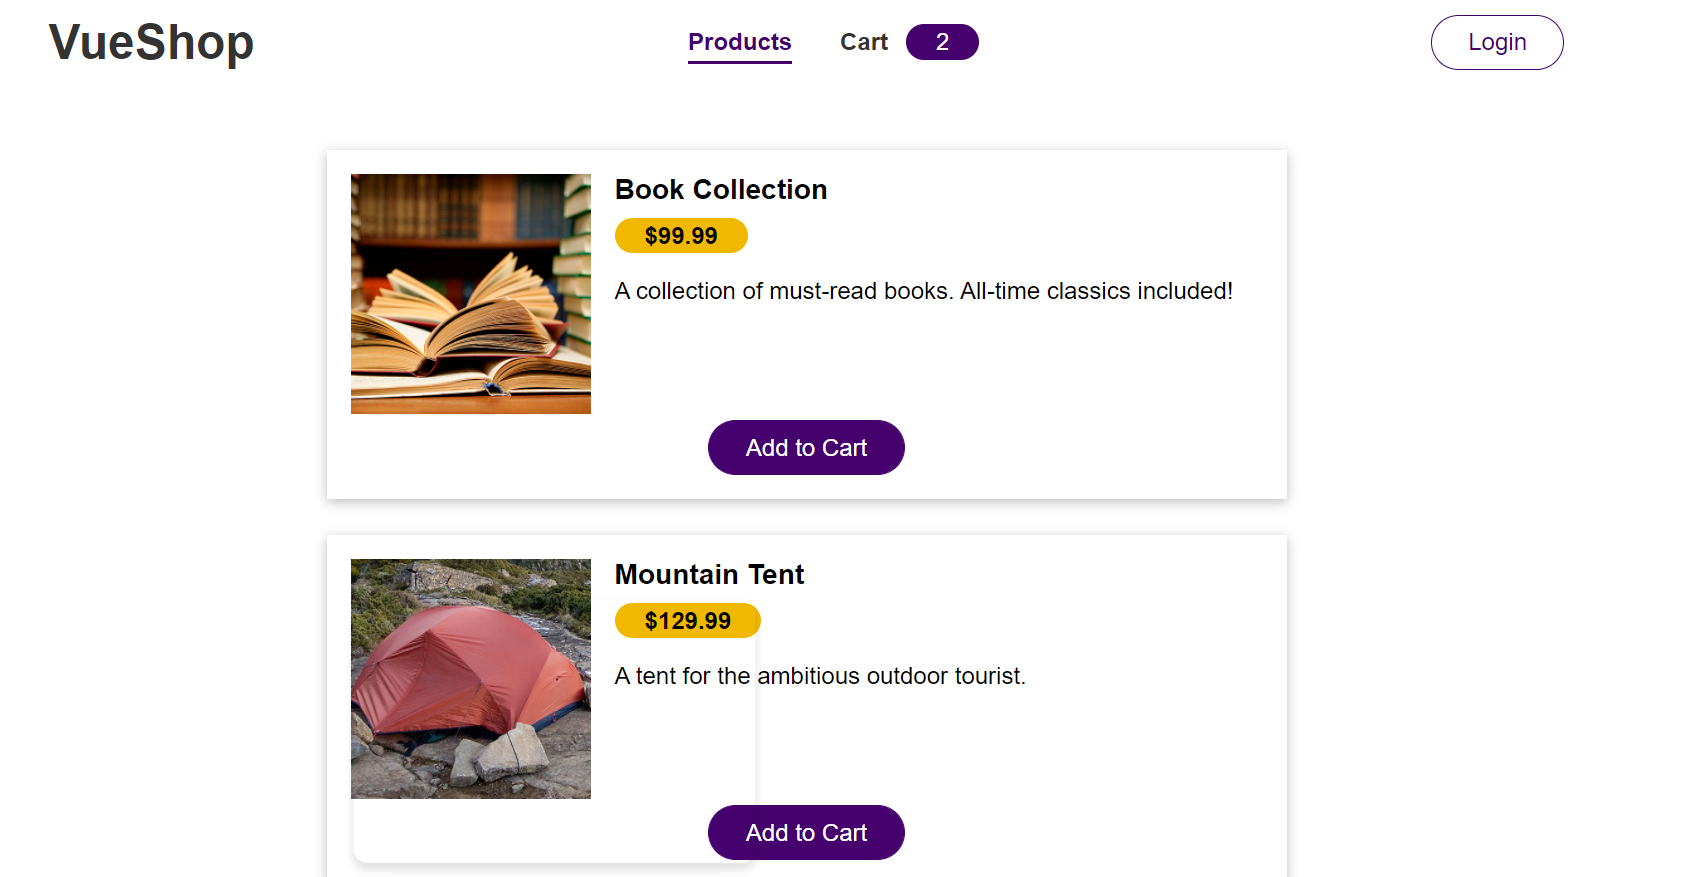 VueShop
Products
Cart 2
Login
Book Collection
$99.99
A collection of must-read books. All-time classics included!
Add to Cart
Mountain Tent
$129.99
A tent for the ambitious outdoor tourist.
Add to Cart